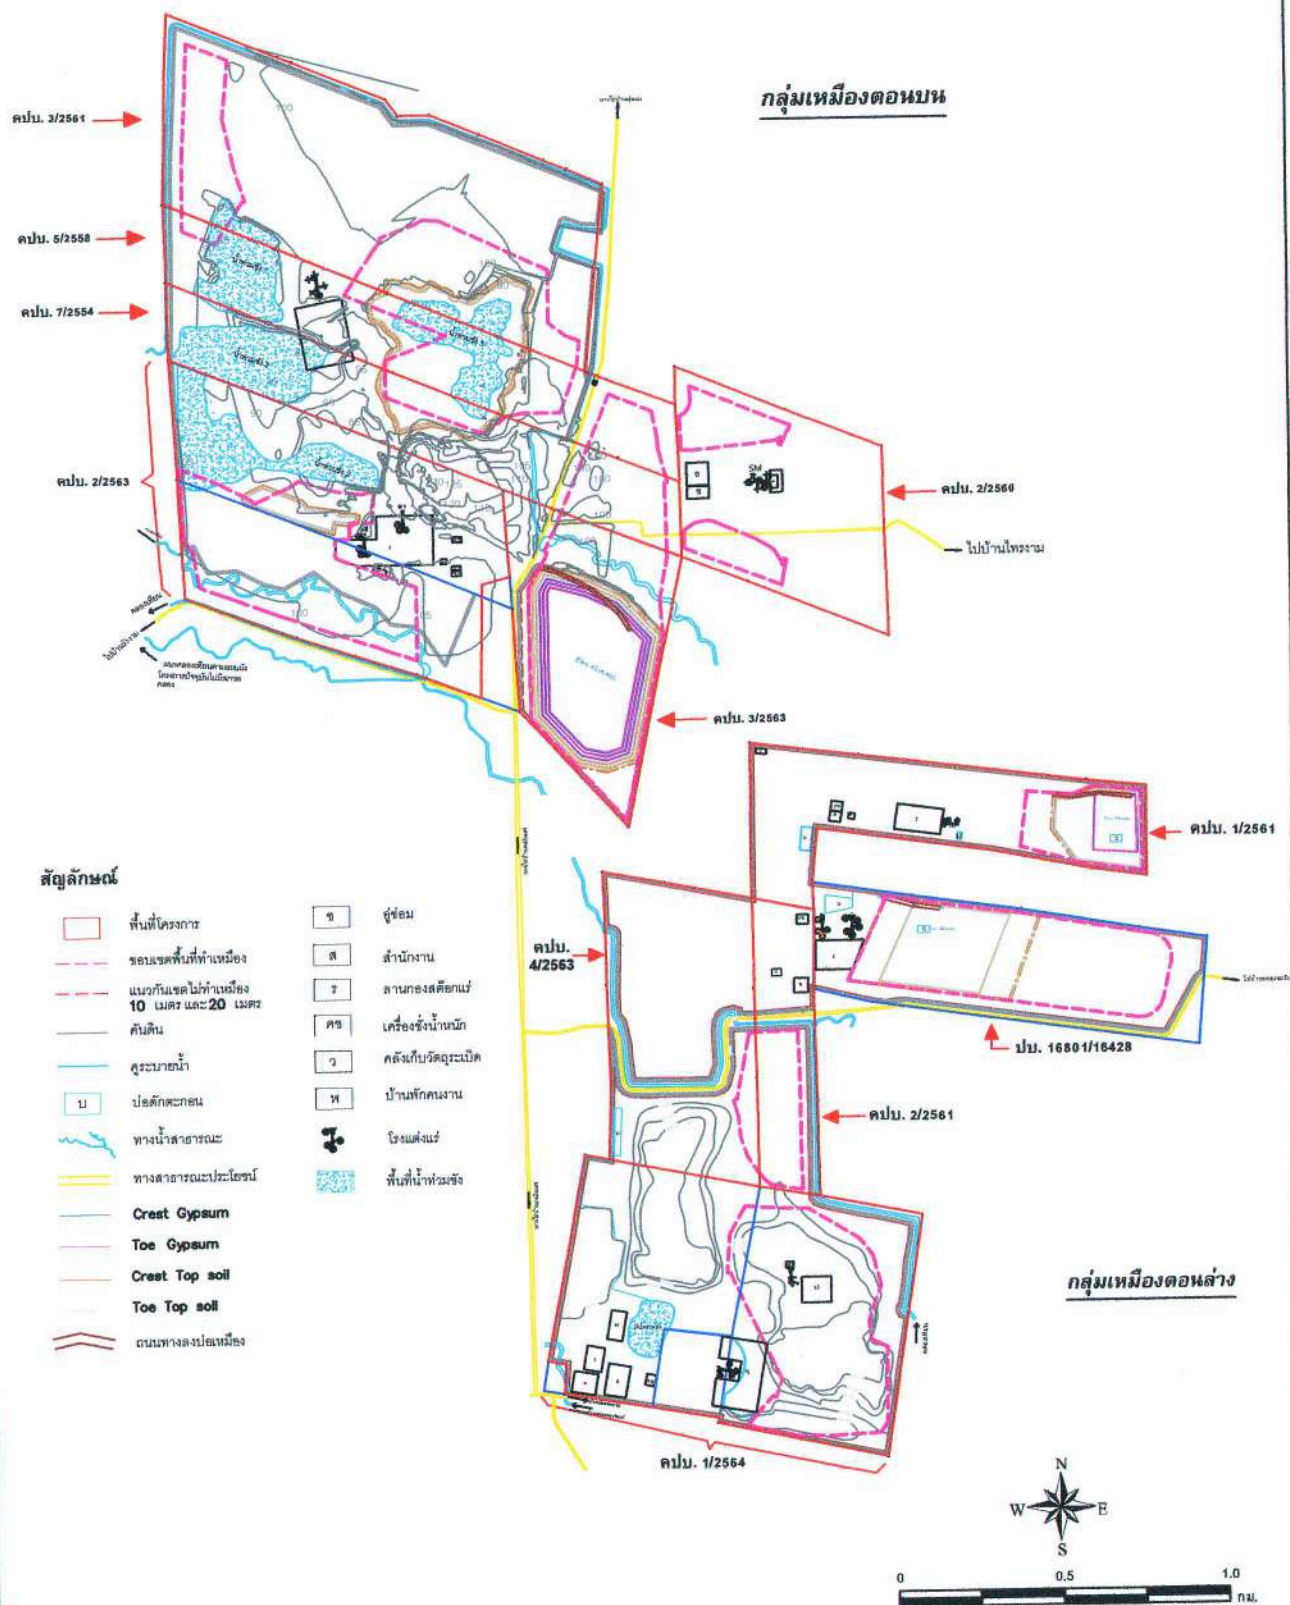 กลุ่มเหมืองตอนบน
คปบ. 3/2561
คปบ. 5/2558
คปบ. 7/2554
คปบ. 2/2563
คปบ. 2/2560
ไปบ้านไทรงาม
SM
คลองเทียน
คปบ. 3/2563
คปบ. 1/2561
คปบ.
4/2563
ปบ. 16801/16428
คปบ. 2/2561
กลุ่มเหมืองตอนล่าง
คปบ. 1/2564
สัญลักษณ์
พื้นที่โครงการ
ขอบเขตพื้นที่ทำเหมือง
แนวกันเขตไม่ทำเหมือง
10 เมตร และ 20 เมตร
คันดิน
คูระบายน้ำ
บ บ่อดักตะกอน
ทางน้ำสาธารณะ
ทางสาธารณะประโยชน์
Crest Gypsum
Toe Gypsum
Crest Top soil
Toe Top soil
ถนนทางลงบ่อเหมือง
ซ อู่ซ่อม
ส สำนักงาน
ร ลานกองสต๊อกแร่
คช เครื่องชั่งน้ำหนัก
ว คลังเก็บวัตถุระเบิด
พ บ้านพักคนงาน
โรงแต่งแร่
พื้นที่น้ำท่วมขัง
N
W E
S
0 0.5 1.0
กม.